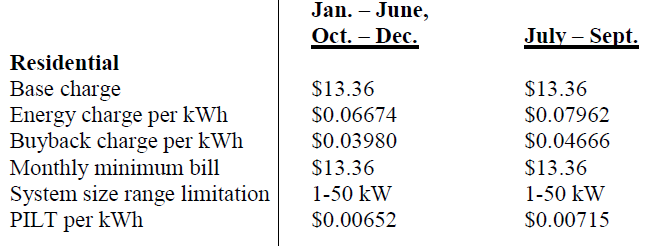 Jan. – June,
Oct. – Dec. July – Sept.
Residential
Base charge $13.36 $13.36
Energy charge per kWh $0.06674 $0.07962
Buyback charge per kWh $0.03980 $0.04666
Monthly minimum bill $13.36 $13.36
System size range limitation 1-50 kW 1-50 kW
PILT per kWh $0.00652 $0.00715